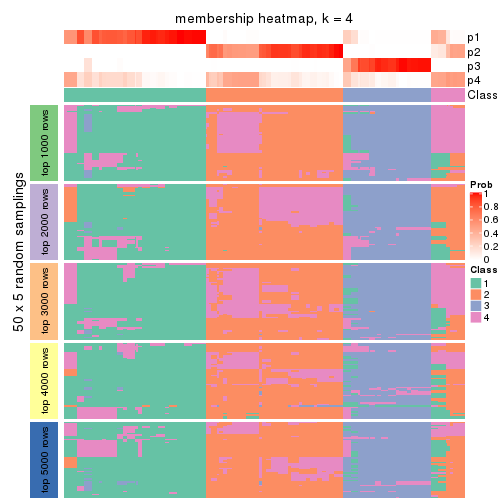 membership heatmap, k = 4
p1
p2
p3
p4
Class
50 x 5 random samplings
top 1000 rows
top 2000 rows
top 3000 rows
top 4000 rows
top 5000 rows
Prob
1
0.8
0.6
0.4
0.2
0
Class
1
2
3
4